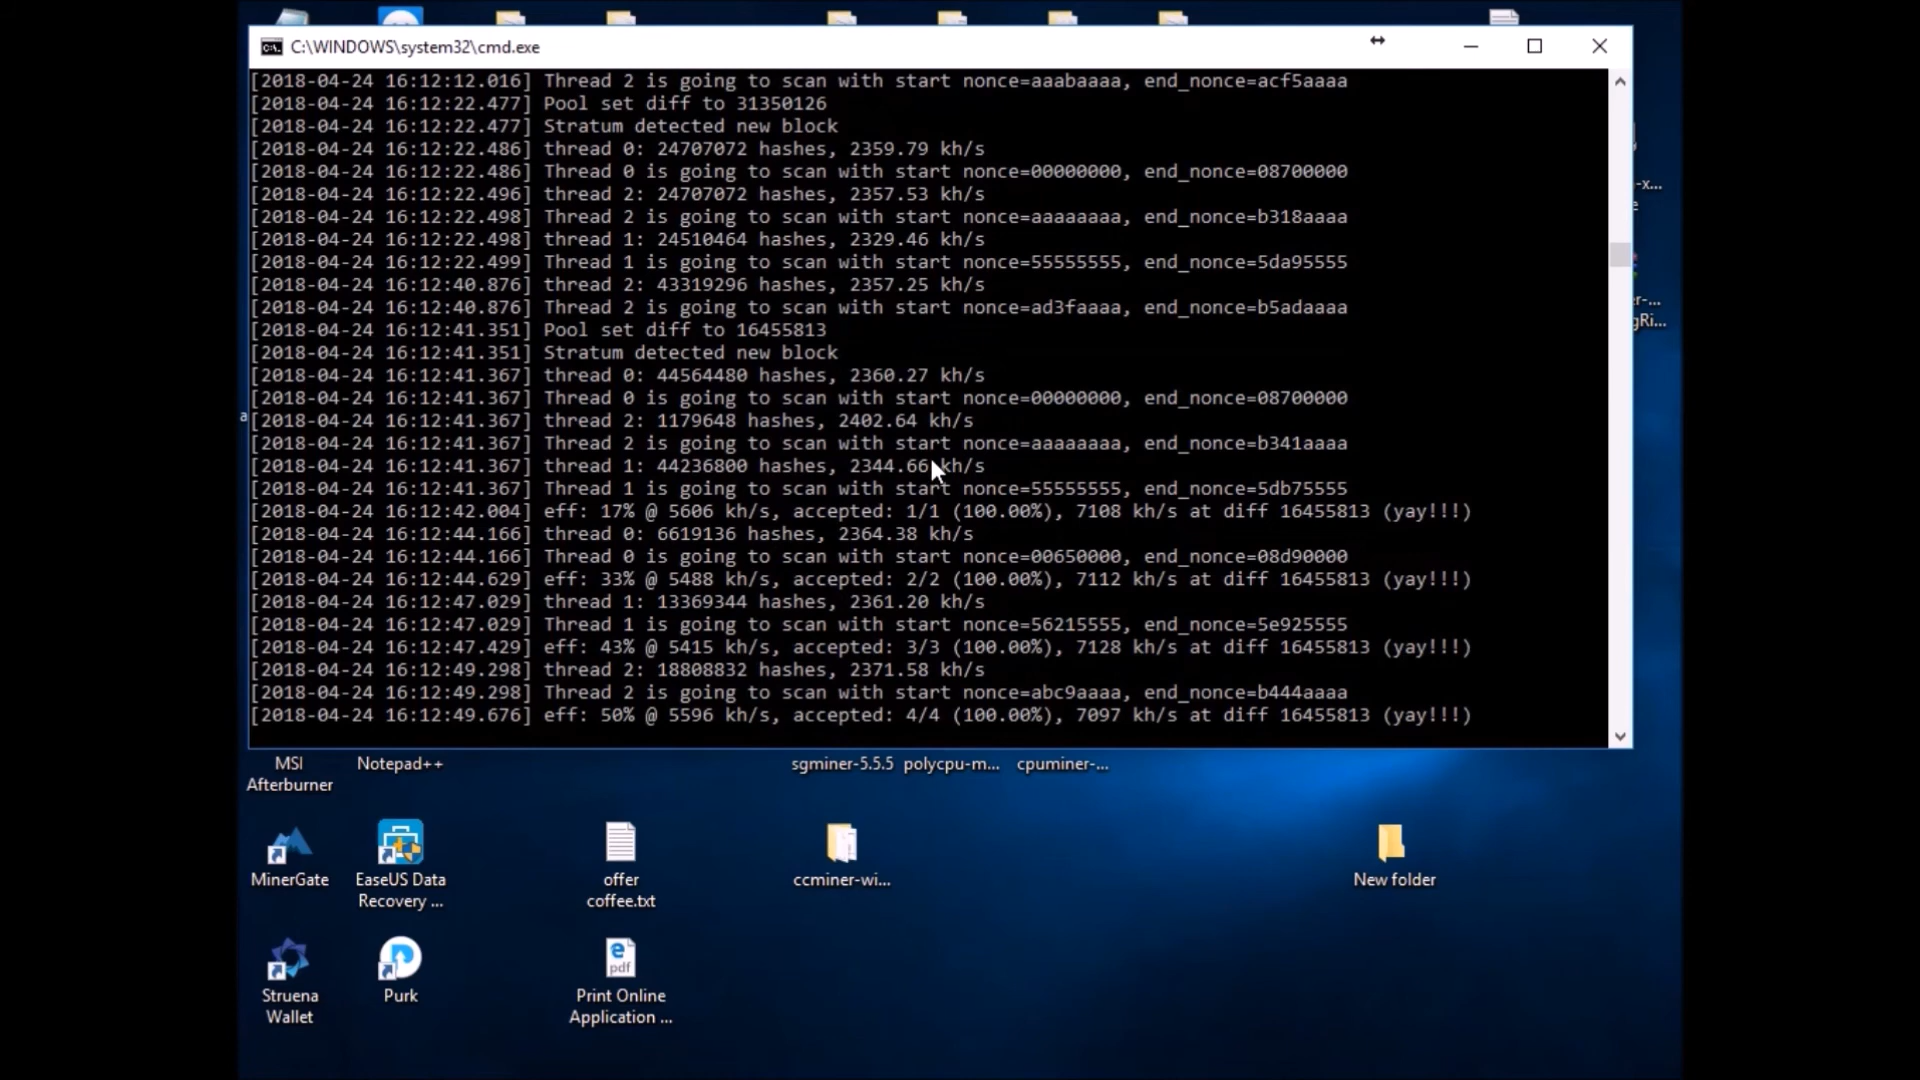 C:\WINDOWS\system32\cmd.exe
[2018-04-24 16:12:12.016] Thread 2 is going to scan with start nonce=aaabaaaa, end_nonce=acf5aaaa
[2018-04-24 16:12:22.477] Pool set diff to 31350126
[2018-04-24 16:12:22.477] Stratum detected new block
[2018-04-24 16:12:22.486] thread 0: 24707072 hashes, 2359.79 kh/s
[2018-04-24 16:12:22.486] Thread 0 is going to scan with start nonce=00000000, end_nonce=08700000
[2018-04-24 16:12:22.496] thread 2: 24707072 hashes, 2357.53 kh/s
[2018-04-24 16:12:22.498] Thread 2 is going to scan with start nonce=aaaaaaaa, end_nonce=b318aaaa
[2018-04-24 16:12:22.498] thread 1: 24510464 hashes, 2329.46 kh/s
[2018-04-24 16:12:22.499] Thread 1 is going to scan with start nonce=55555555, end_nonce=5da95555
[2018-04-24 16:12:40.876] thread 2: 43319296 hashes, 2357.25 kh/s
[2018-04-24 16:12:40.876] Thread 2 is going to scan with start nonce=ad3faaaa, end_nonce=b5adaaaa
[2018-04-24 16:12:41.351] Pool set diff to 16455813
[2018-04-24 16:12:41.351] Stratum detected new block
[2018-04-24 16:12:41.367] thread 0: 44564480 hashes, 2360.27 kh/s
[2018-04-24 16:12:41.367] Thread 0 is going to scan with start nonce=00000000, end_nonce=08700000
[2018-04-24 16:12:41.367] thread 2: 1179648 hashes, 2402.64 kh/s
[2018-04-24 16:12:41.367] Thread 2 is going to scan with start nonce=aaaaaaaa, end_nonce=b341aaaa
[2018-04-24 16:12:41.367] thread 1: 44236800 hashes, 2344.66 kh/s
[2018-04-24 16:12:41.367] Thread 1 is going to scan with start nonce=55555555, end_nonce=5db75555
[2018-04-24 16:12:42.004] eff: 17% @ 5606 kh/s, accepted: 1/1 (100.00%), 7108 kh/s at diff 16455813 (yay!!!)
[2018-04-24 16:12:44.166] thread 0: 6619136 hashes, 2364.38 kh/s
[2018-04-24 16:12:44.166] Thread 0 is going to scan with start nonce=00650000, end_nonce=08d90000
[2018-04-24 16:12:44.629] eff: 33% @ 5488 kh/s, accepted: 2/2 (100.00%), 7112 kh/s at diff 16455813 (yay!!!)
[2018-04-24 16:12:47.029] thread 1: 13369344 hashes, 2361.20 kh/s
[2018-04-24 16:12:47.029] Thread 1 is going to scan with start nonce=56215555, end_nonce=5e925555
[2018-04-24 16:12:47.429] eff: 43% @ 5415 kh/s, accepted: 3/3 (100.00%), 7128 kh/s at diff 16455813 (yay!!!)
[2018-04-24 16:12:49.298] thread 2: 18808832 hashes, 2371.58 kh/s
[2018-04-24 16:12:49.298] Thread 2 is going to scan with start nonce=abc9aaaa, end_nonce=b444aaaa
[2018-04-24 16:12:49.676] eff: 50% @ 5596 kh/s, accepted: 4/4 (100.00%), 7097 kh/s at diff 16455813 (yay!!!)
MSI
Afterburner
Notepad++
sgminer-5.5.5
polycpu-m...
cpuminer-...
MinerGate
EaseUS Data
Recovery ...
offer
coffee.txt
ccminer-wi...
New folder
Struena
Wallet
Purk
pdf
Print Online
Application ...